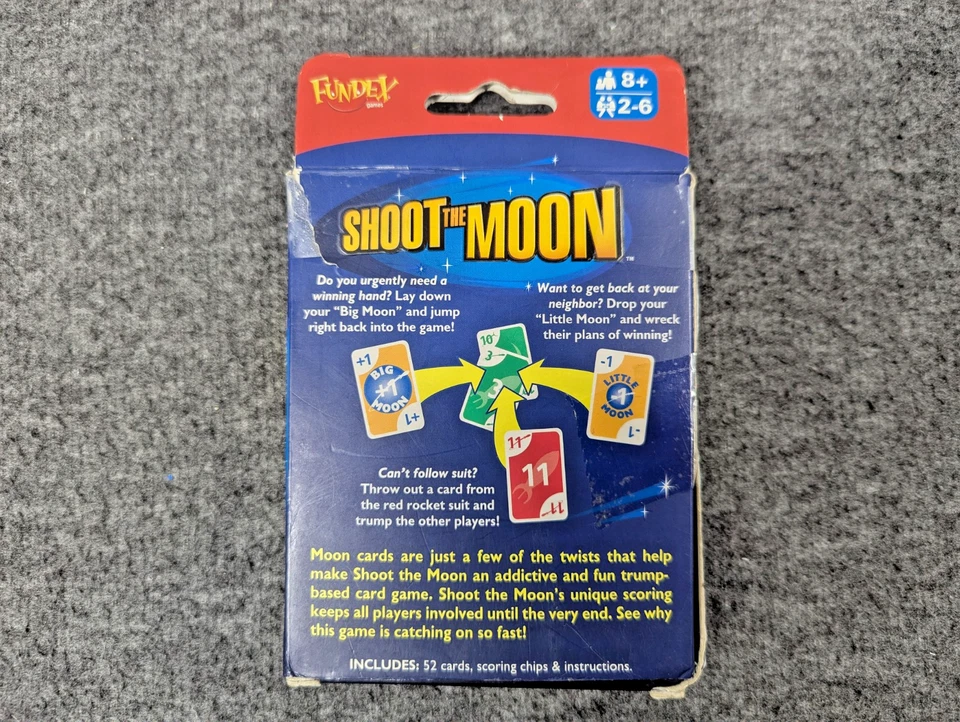 FUNDEX
Games
8+
2-6
SHOOT THE MOON
TM
Do you urgently need a
winning hand? Lay down
your "Big Moon" and jump
right back into the game!
Want to get back at your
neighbor? Drop your
"Little Moon" and wreck
their plans of winning!
+1
BIG
+1
MOON
+1
10
3
3
-1
LITTLE
-1
MOON
-1
11
11
11
Can't follow suit?
Throw out a card from
the red rocket suit and
trump the other players!
Moon cards are just a few of the twists that help
make Shoot the Moon an addictive and fun trump-
based card game. Shoot the Moon's unique scoring
keeps all players involved until the very end. See why
this game is catching on so fast!
INCLUDES: 52 cards, scoring chips & instructions.